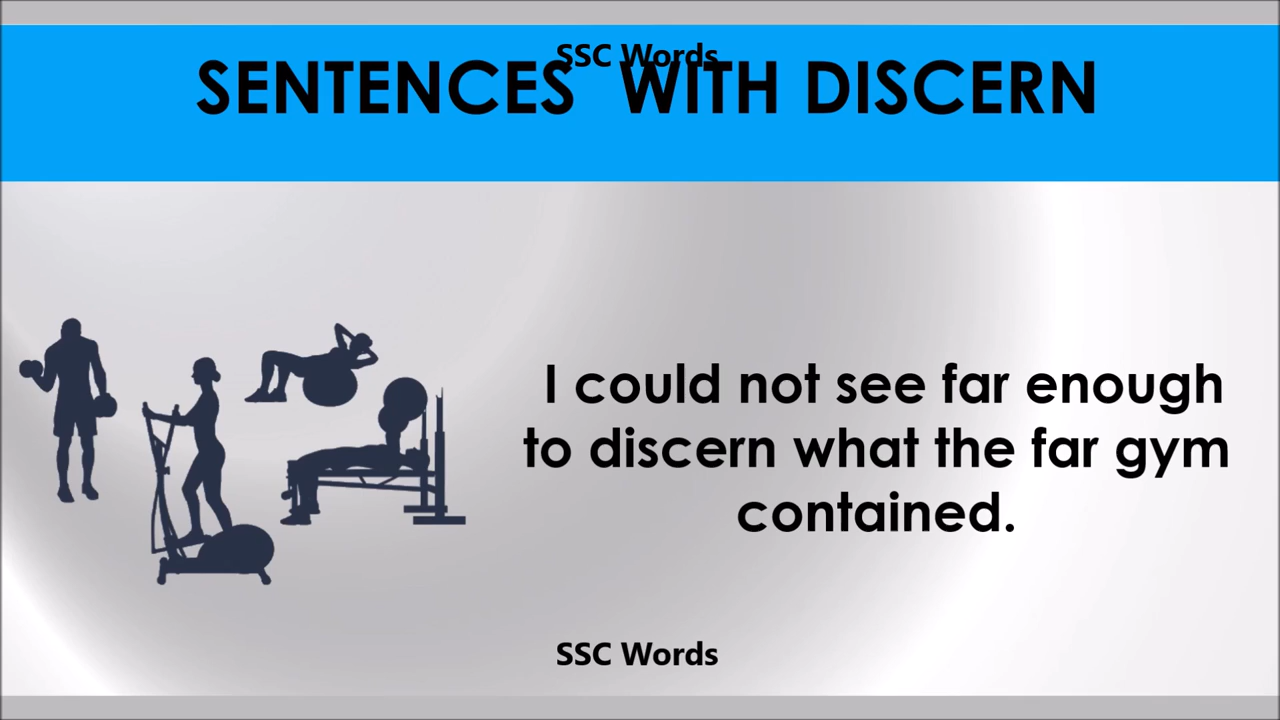 SSC Words
SENTENCES WITH DISCERN
I could not see far enough
to discern what the far gym
contained.
SSC Words